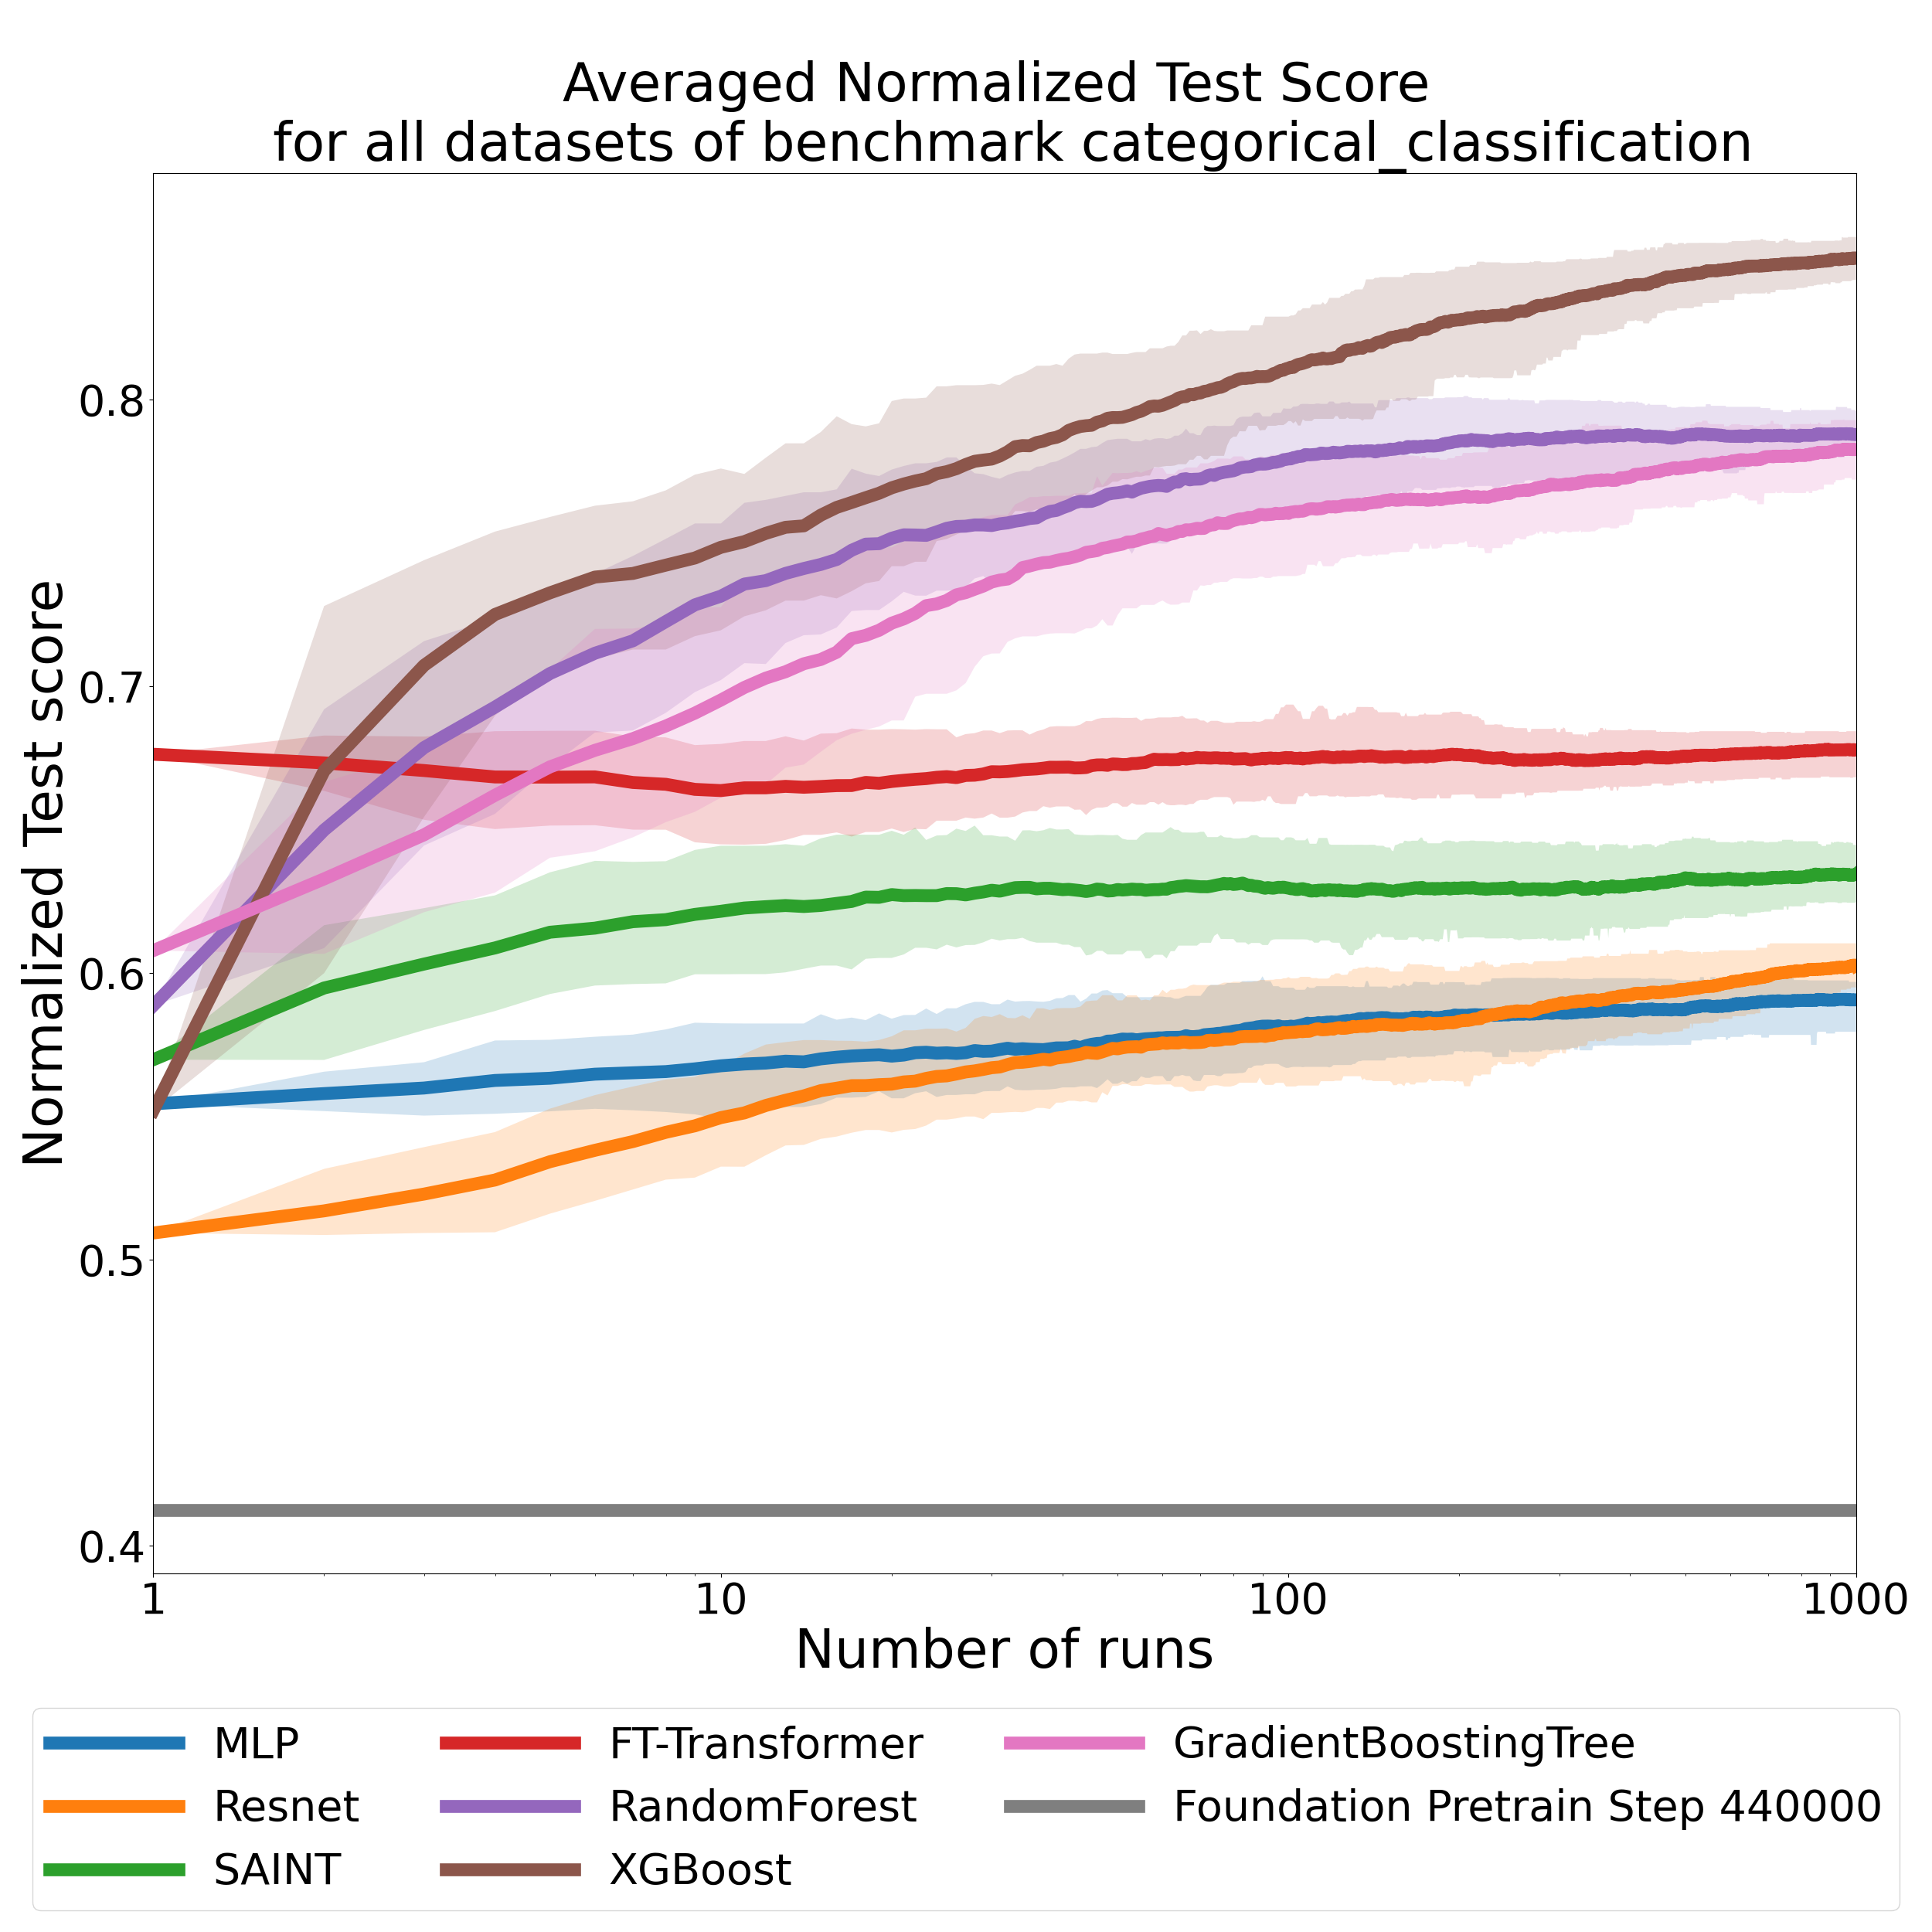 Averaged Normalized Test Score
for all datasets of benchmark categorical_classification
Normalized Test score
0.8
0.7
0.6
0.5
0.4
1
10
100
1000
Number of runs
MLP
Resnet
SAINT
FT-Transformer
RandomForest
XGBoost
GradientBoostingTree
Foundation Pretrain Step 440000